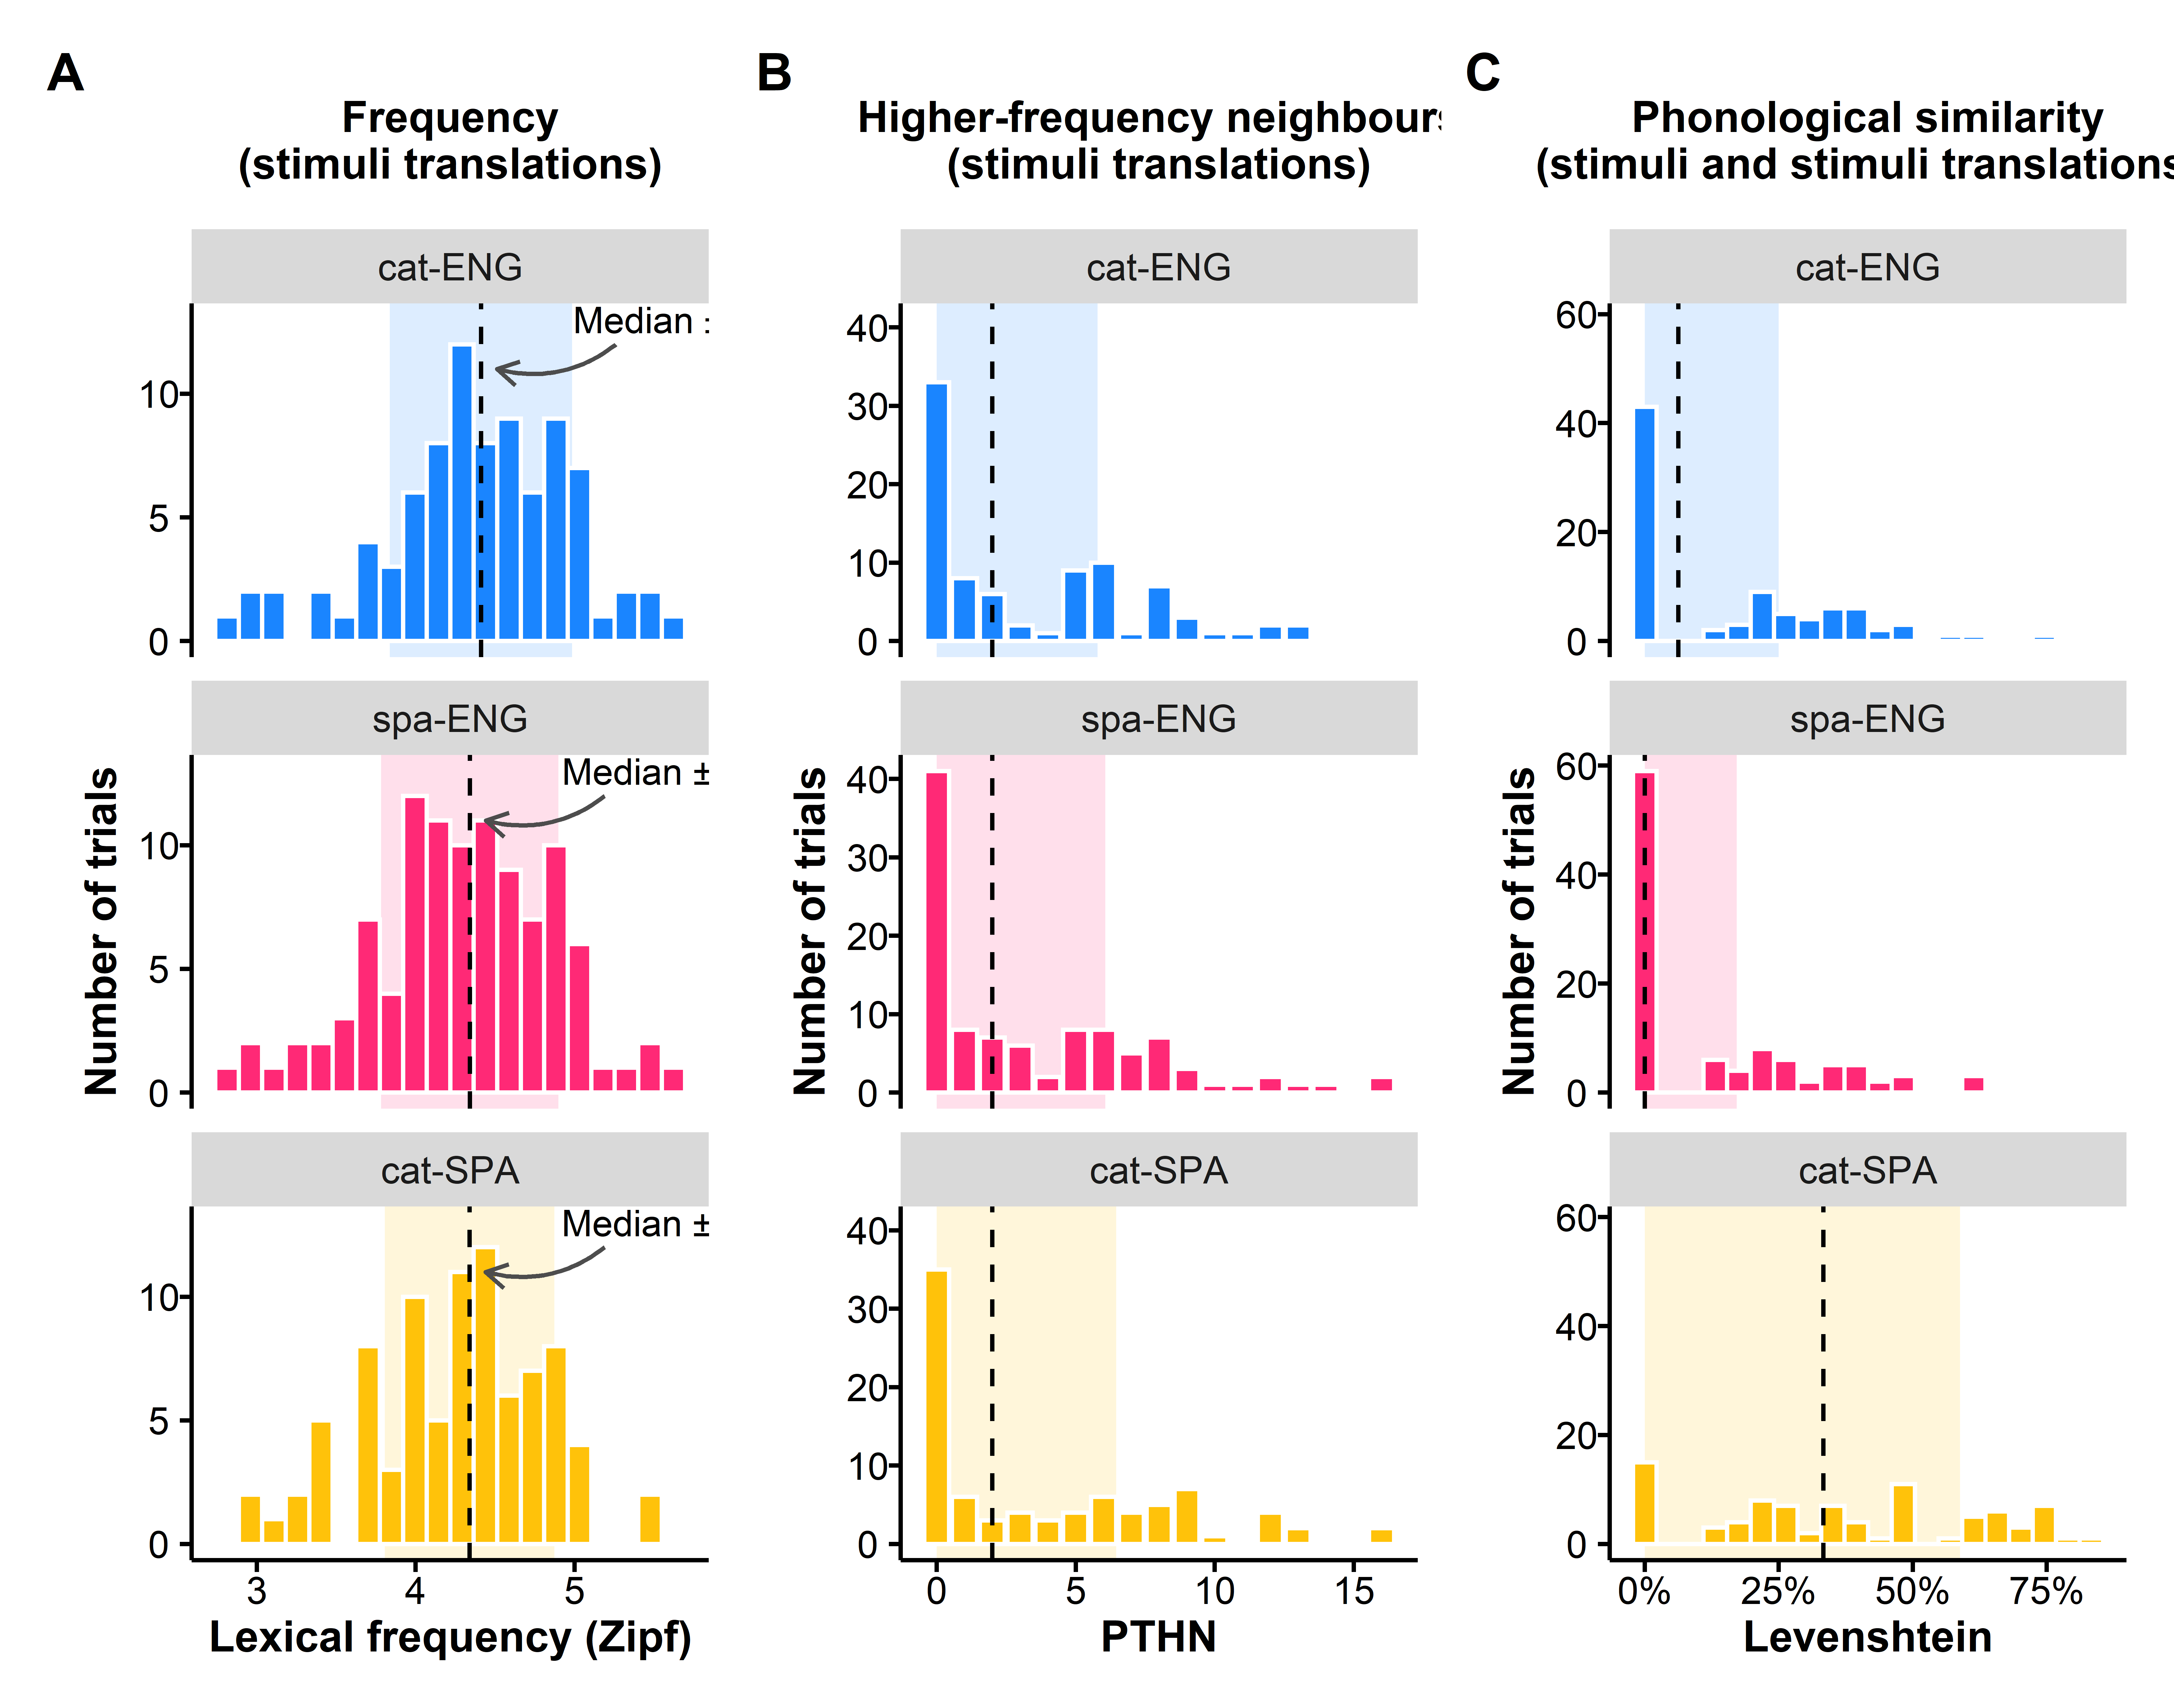 A
Frequency
(stimuli translations)
cat-ENG
Median
10
5
0
spa-ENG
Median ±
10
5
0
cat-SPA
Median ±
10
5
0
3 4 5
Lexical frequency (Zipf)
Number of trials
B
Higher-frequency neighbours
(stimuli translations)
cat-ENG
40
30
20
10
0
spa-ENG
40
30
20
10
0
cat-SPA
40
30
20
10
0
0 5 10 15
PTHN
Number of trials
C
Phonological similarity
(stimuli and stimuli translations
cat-ENG
60
40
20
0
spa-ENG
60
40
20
0
cat-SPA
60
40
20
0
0% 25% 50% 75%
Levenshtein
Number of trials